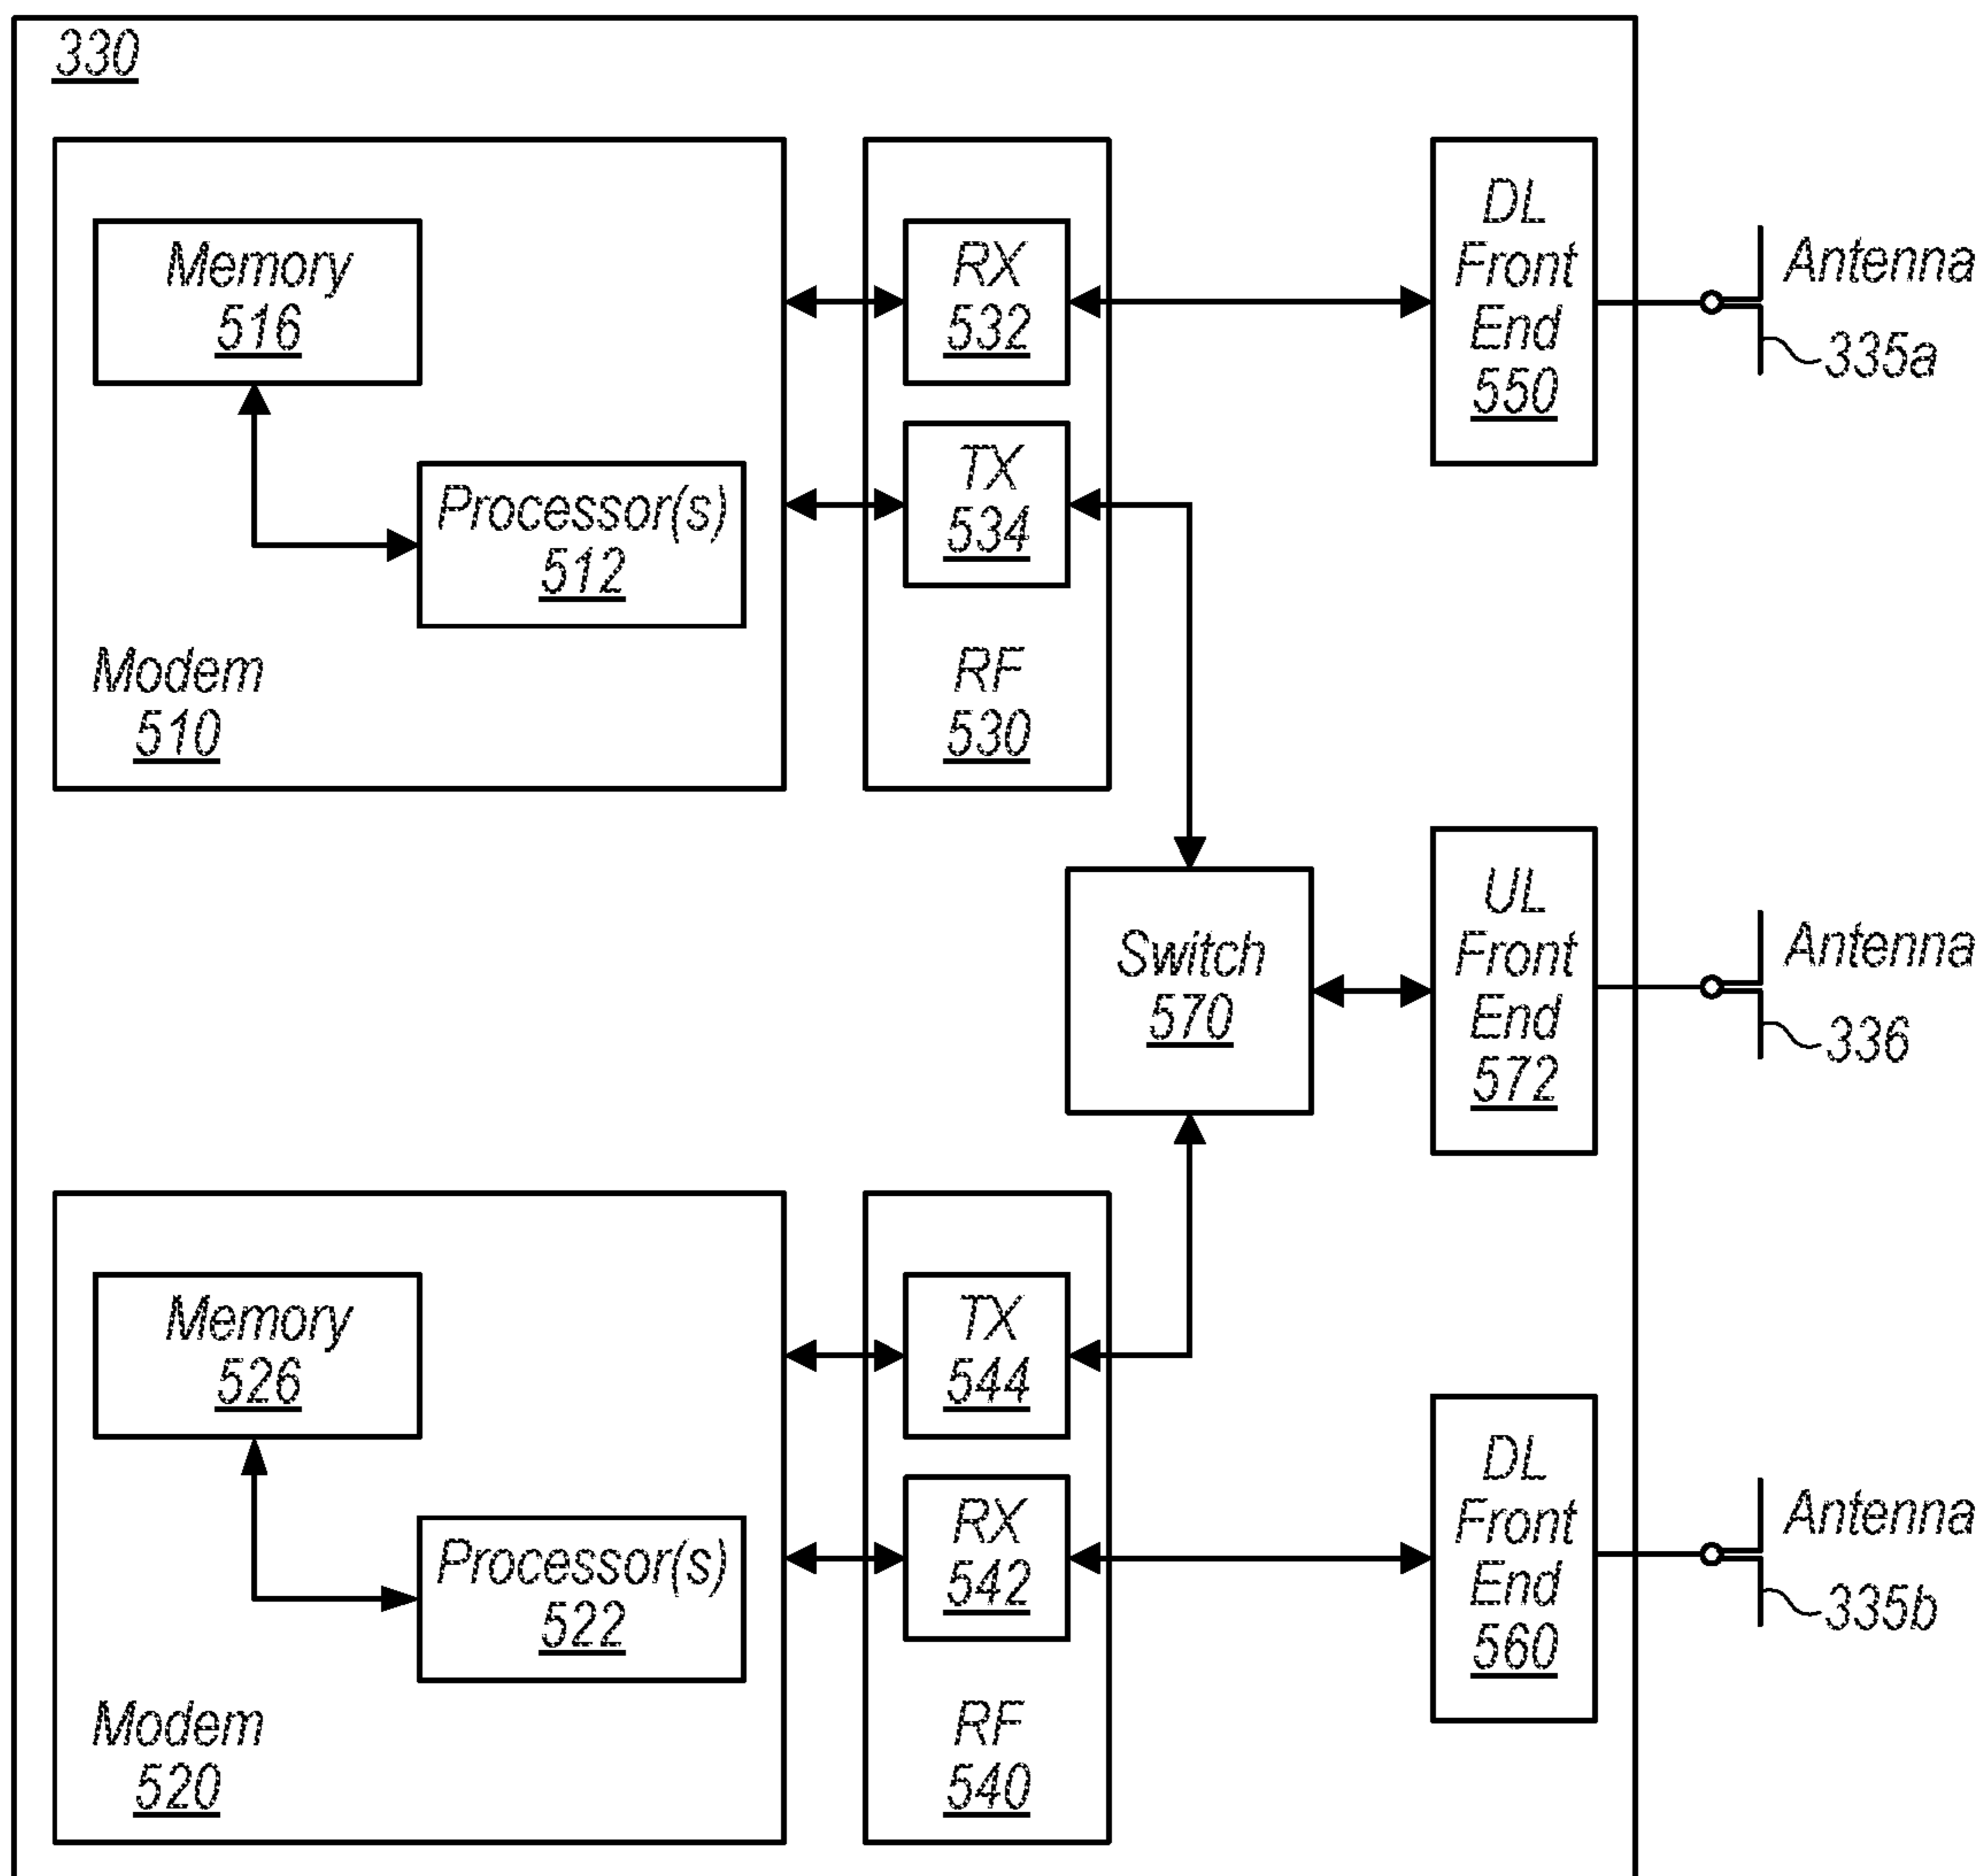 330
Memory
516
Processor(s)
512
Modem
510
RX
532
TX
534
RF
530
DL
Front
End
550
Antenna
335a
Switch
570
UL
Front
End
572
Antenna
336
Memory
526
Processor(s)
522
Modem
520
TX
544
RX
542
RF
540
DL
Front
End
560
Antenna
335b